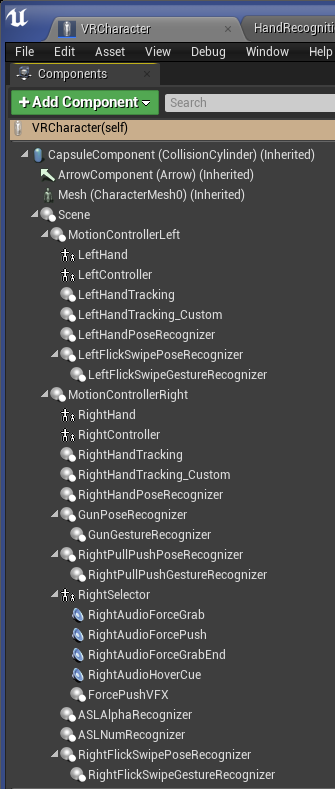 VRCharacter
HandRecogniti
File Edit Asset View Debug Window Help
Components
+ Add Component
Search
VRCharacter(self)
CapsuleComponent (CollisionCylinder) (Inherited)
ArrowComponent (Arrow) (Inherited)
Mesh (CharacterMesh0) (Inherited)
Scene
MotionControllerLeft
LeftHand
LeftController
LeftHandTracking
LeftHandTracking_Custom
LeftHandPoseRecognizer
LeftFlickSwipePoseRecognizer
LeftFlickSwipeGestureRecognizer
MotionControllerRight
RightHand
RightController
RightHandTracking
RightHandTracking_Custom
RightHandPoseRecognizer
GunPoseRecognizer
GunGestureRecognizer
RightPullPushPoseRecognizer
RightPullPushGestureRecognizer
RightSelector
RightAudioForceGrab
RightAudioForcePush
RightAudioForceGrabEnd
RightAudioHoverCue
ForcePushVFX
ASLAlphaRecognizer
ASLNumRecognizer
RightFlickSwipePoseRecognizer
RightFlickSwipeGestureRecognizer